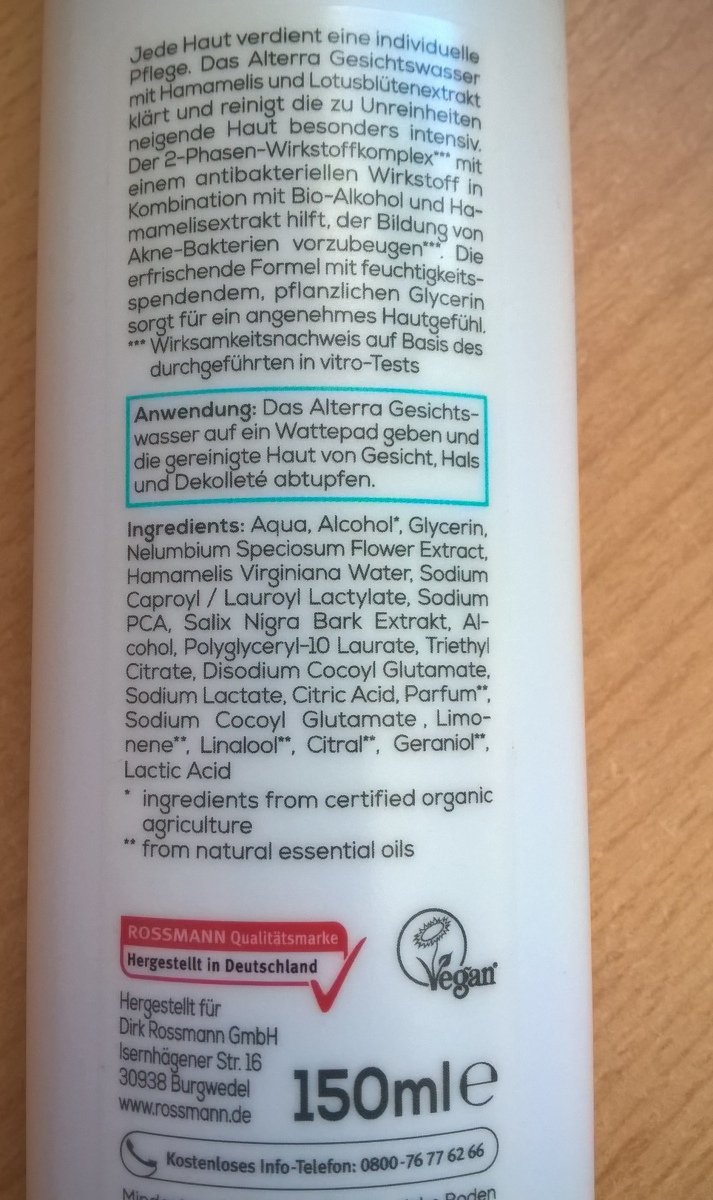 Jede Haut verdient eine individuelle
Pflege. Das Alterra Gesichtswasser
mit Hamamelis und Lotusblütenextrakt
klärt und reinigt die zu Unreinheiten
neigende Haut besonders intensiv.
Der 2-Phasen-Wirkstoffkomplex*** mit
einem antibakteriellen Wirkstoff in
Kombination mit Bio-Alkohol und Ha-
mamelisextrakt hilft, der Bildung von
Akne-Bakterien vorzubeugen***. Die
erfrischende Formel mit feuchtigkeits-
spendendem, pflanzlichen Glycerin
sorgt für ein angenehmes Hautgefühl.
*** Wirksamkeitsnachweis auf Basis des
durchgeführten in vitro-Tests
Anwendung: Das Alterra Gesichts-
wasser auf ein Wattepad geben und
die gereinigte Haut von Gesicht, Hals
und Dekolleté abtupfen.
Ingredients: Aqua, Alcohol*, Glycerin,
Nelumbium Speciosum Flower Extract,
Hamamelis Virginiana Water, Sodium
Caproyl / Lauroyl Lactylate, Sodium
PCA, Salix Nigra Bark Extrakt, Al-
cohol, Polyglyceryl-10 Laurate, Triethyl
Citrate, Disodium Cocoyl Glutamate,
Sodium Lactate, Citric Acid, Parfum**,
Sodium Cocoyl Glutamate , Limo-
nene**, Linalool**, Citral**, Geraniol**,
Lactic Acid
* ingredients from certified organic
agriculture
** from natural essential oils
ROSSMANN Qualitätsmarke
Hergestellt in Deutschland
Vegan
Hergestellt für
Dirk Rossmann GmbH
Isernhägener Str. 16
30938 Burgwedel
www.rossmann.de
150ml e
Kostenloses Info-Telefon: 0800-76 77 62 66